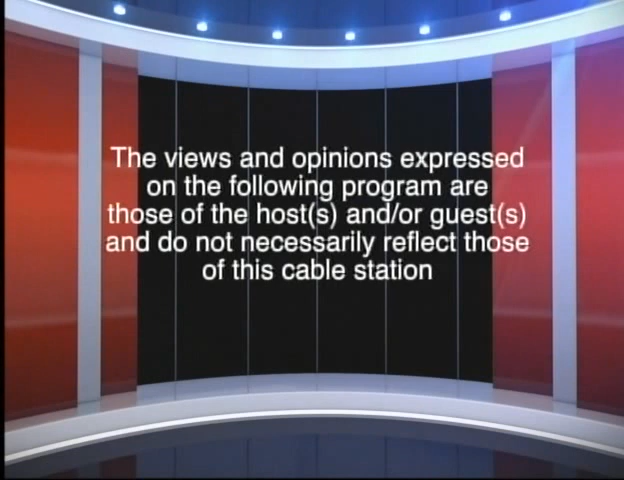 The views and opinions expressed
on the following program are
those of the host(s) and/or guest(s)
and do not necessarily reflect those
of this cable station